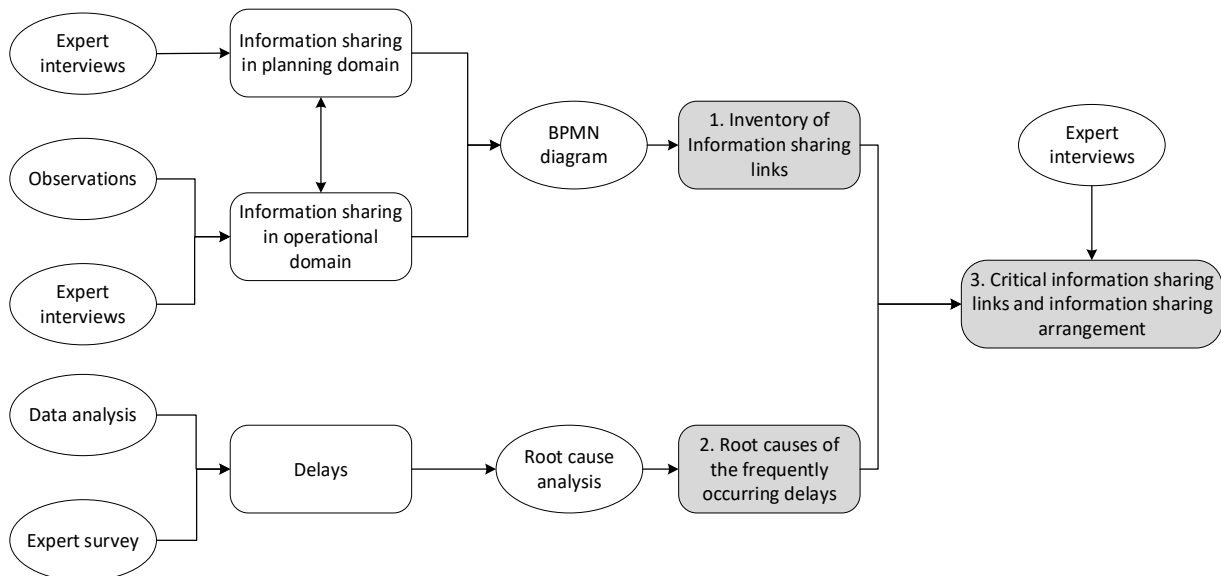 Expert
interviews
Information sharing
in planning domain
Observations
Expert
interviews
Information sharing
in operational
domain
BPMN
diagram
1. Inventory of
Information sharing
links
Expert
interviews
3. Critical information sharing
links and information sharing
arrangement
Data analysis
Expert survey
Delays
Root cause
analysis
2. Root causes of
the frequently
occurring delays